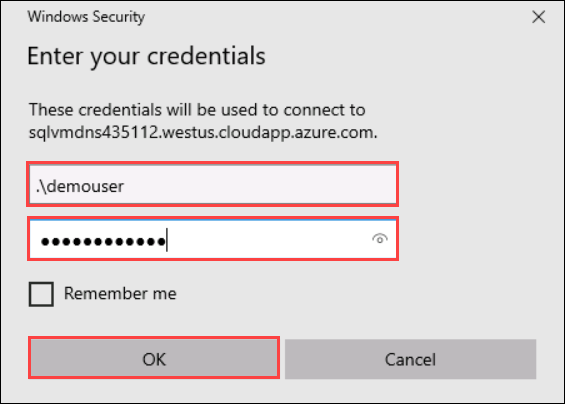 Windows Security
Enter your credentials
These credentials will be used to connect to
sqlvmdns435112.westus.cloudapp.azure.com.
.\demouser
●●●●●●●●●●●●
Remember me
OK
Cancel